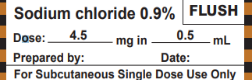 Sodium chloride 0.9% FLUSH
Dose: 4.5 mg in 0.5 mL
Prepared by: Date:
For Subcutaneous Single Dose Use Only